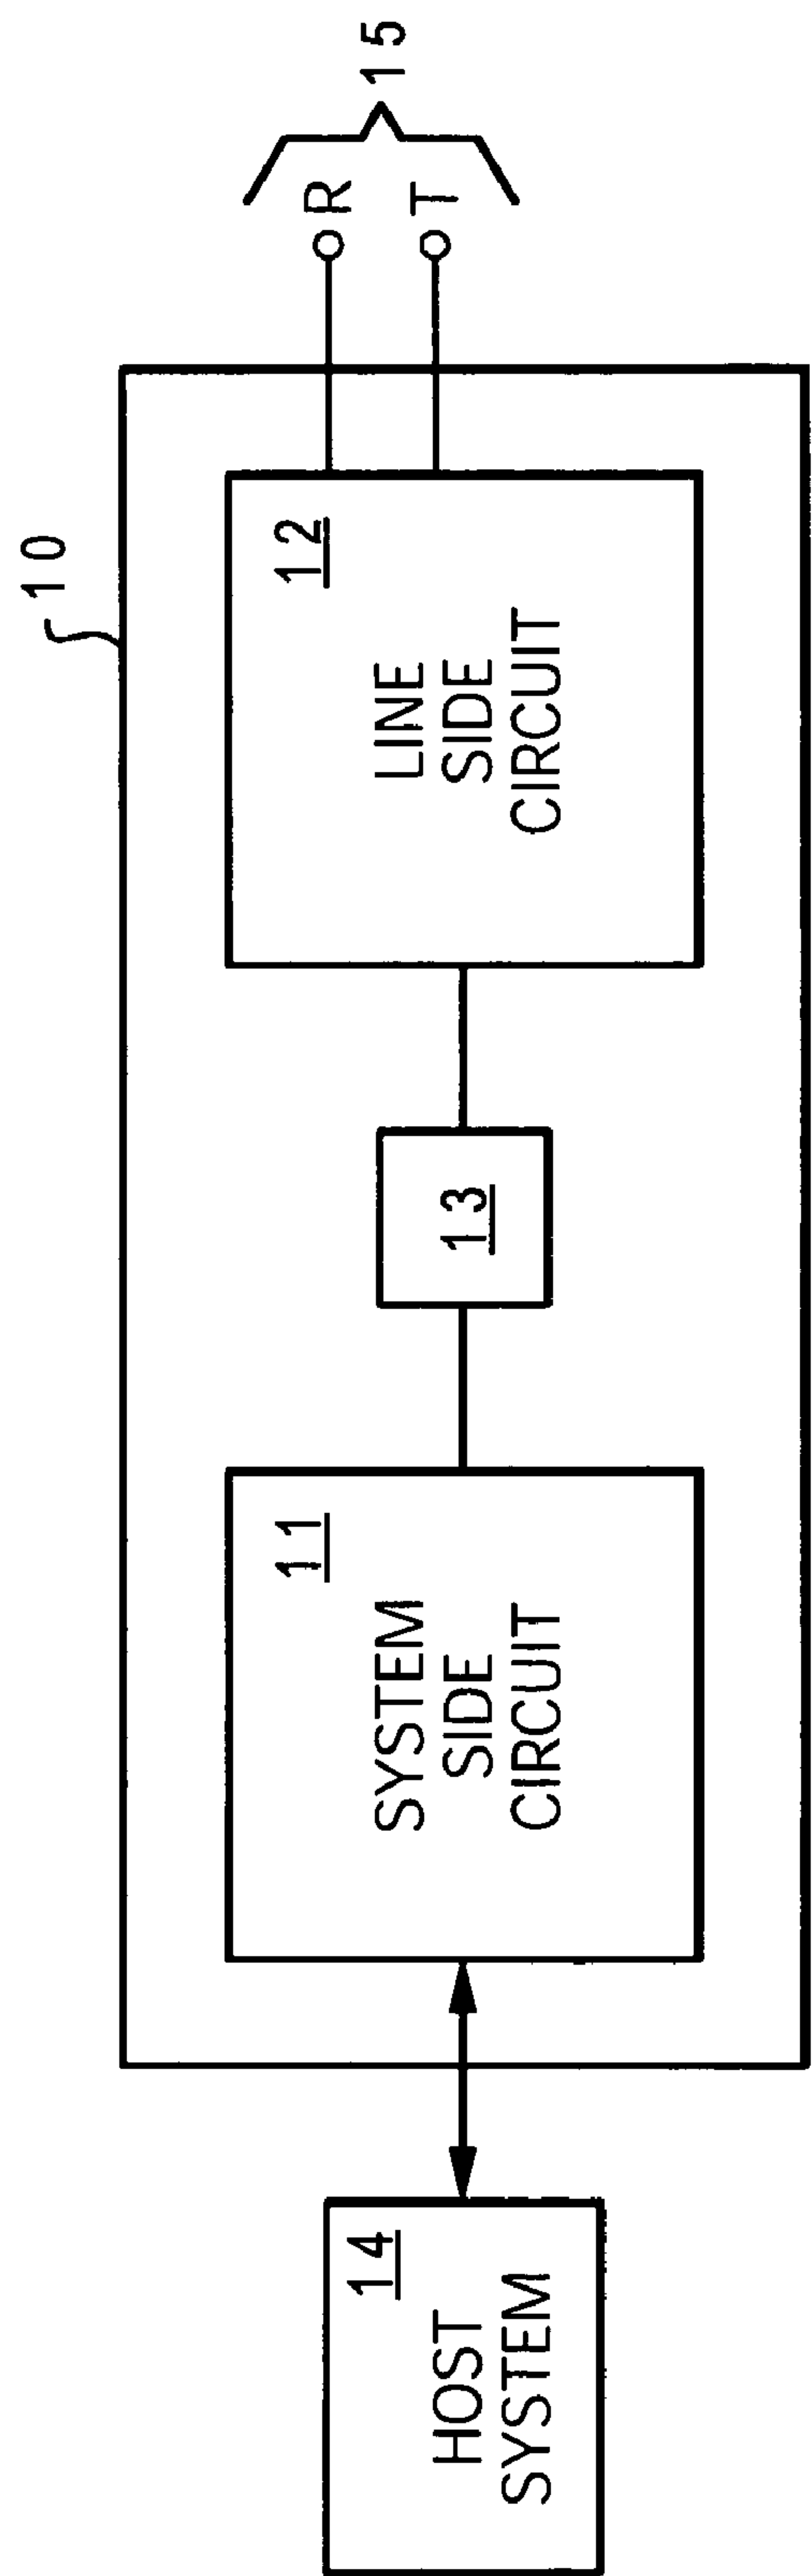 10
14
HOST
SYSTEM
11
SYSTEM
SIDE
CIRCUIT
13
12
LINE
SIDE
CIRCUIT
R
T
15